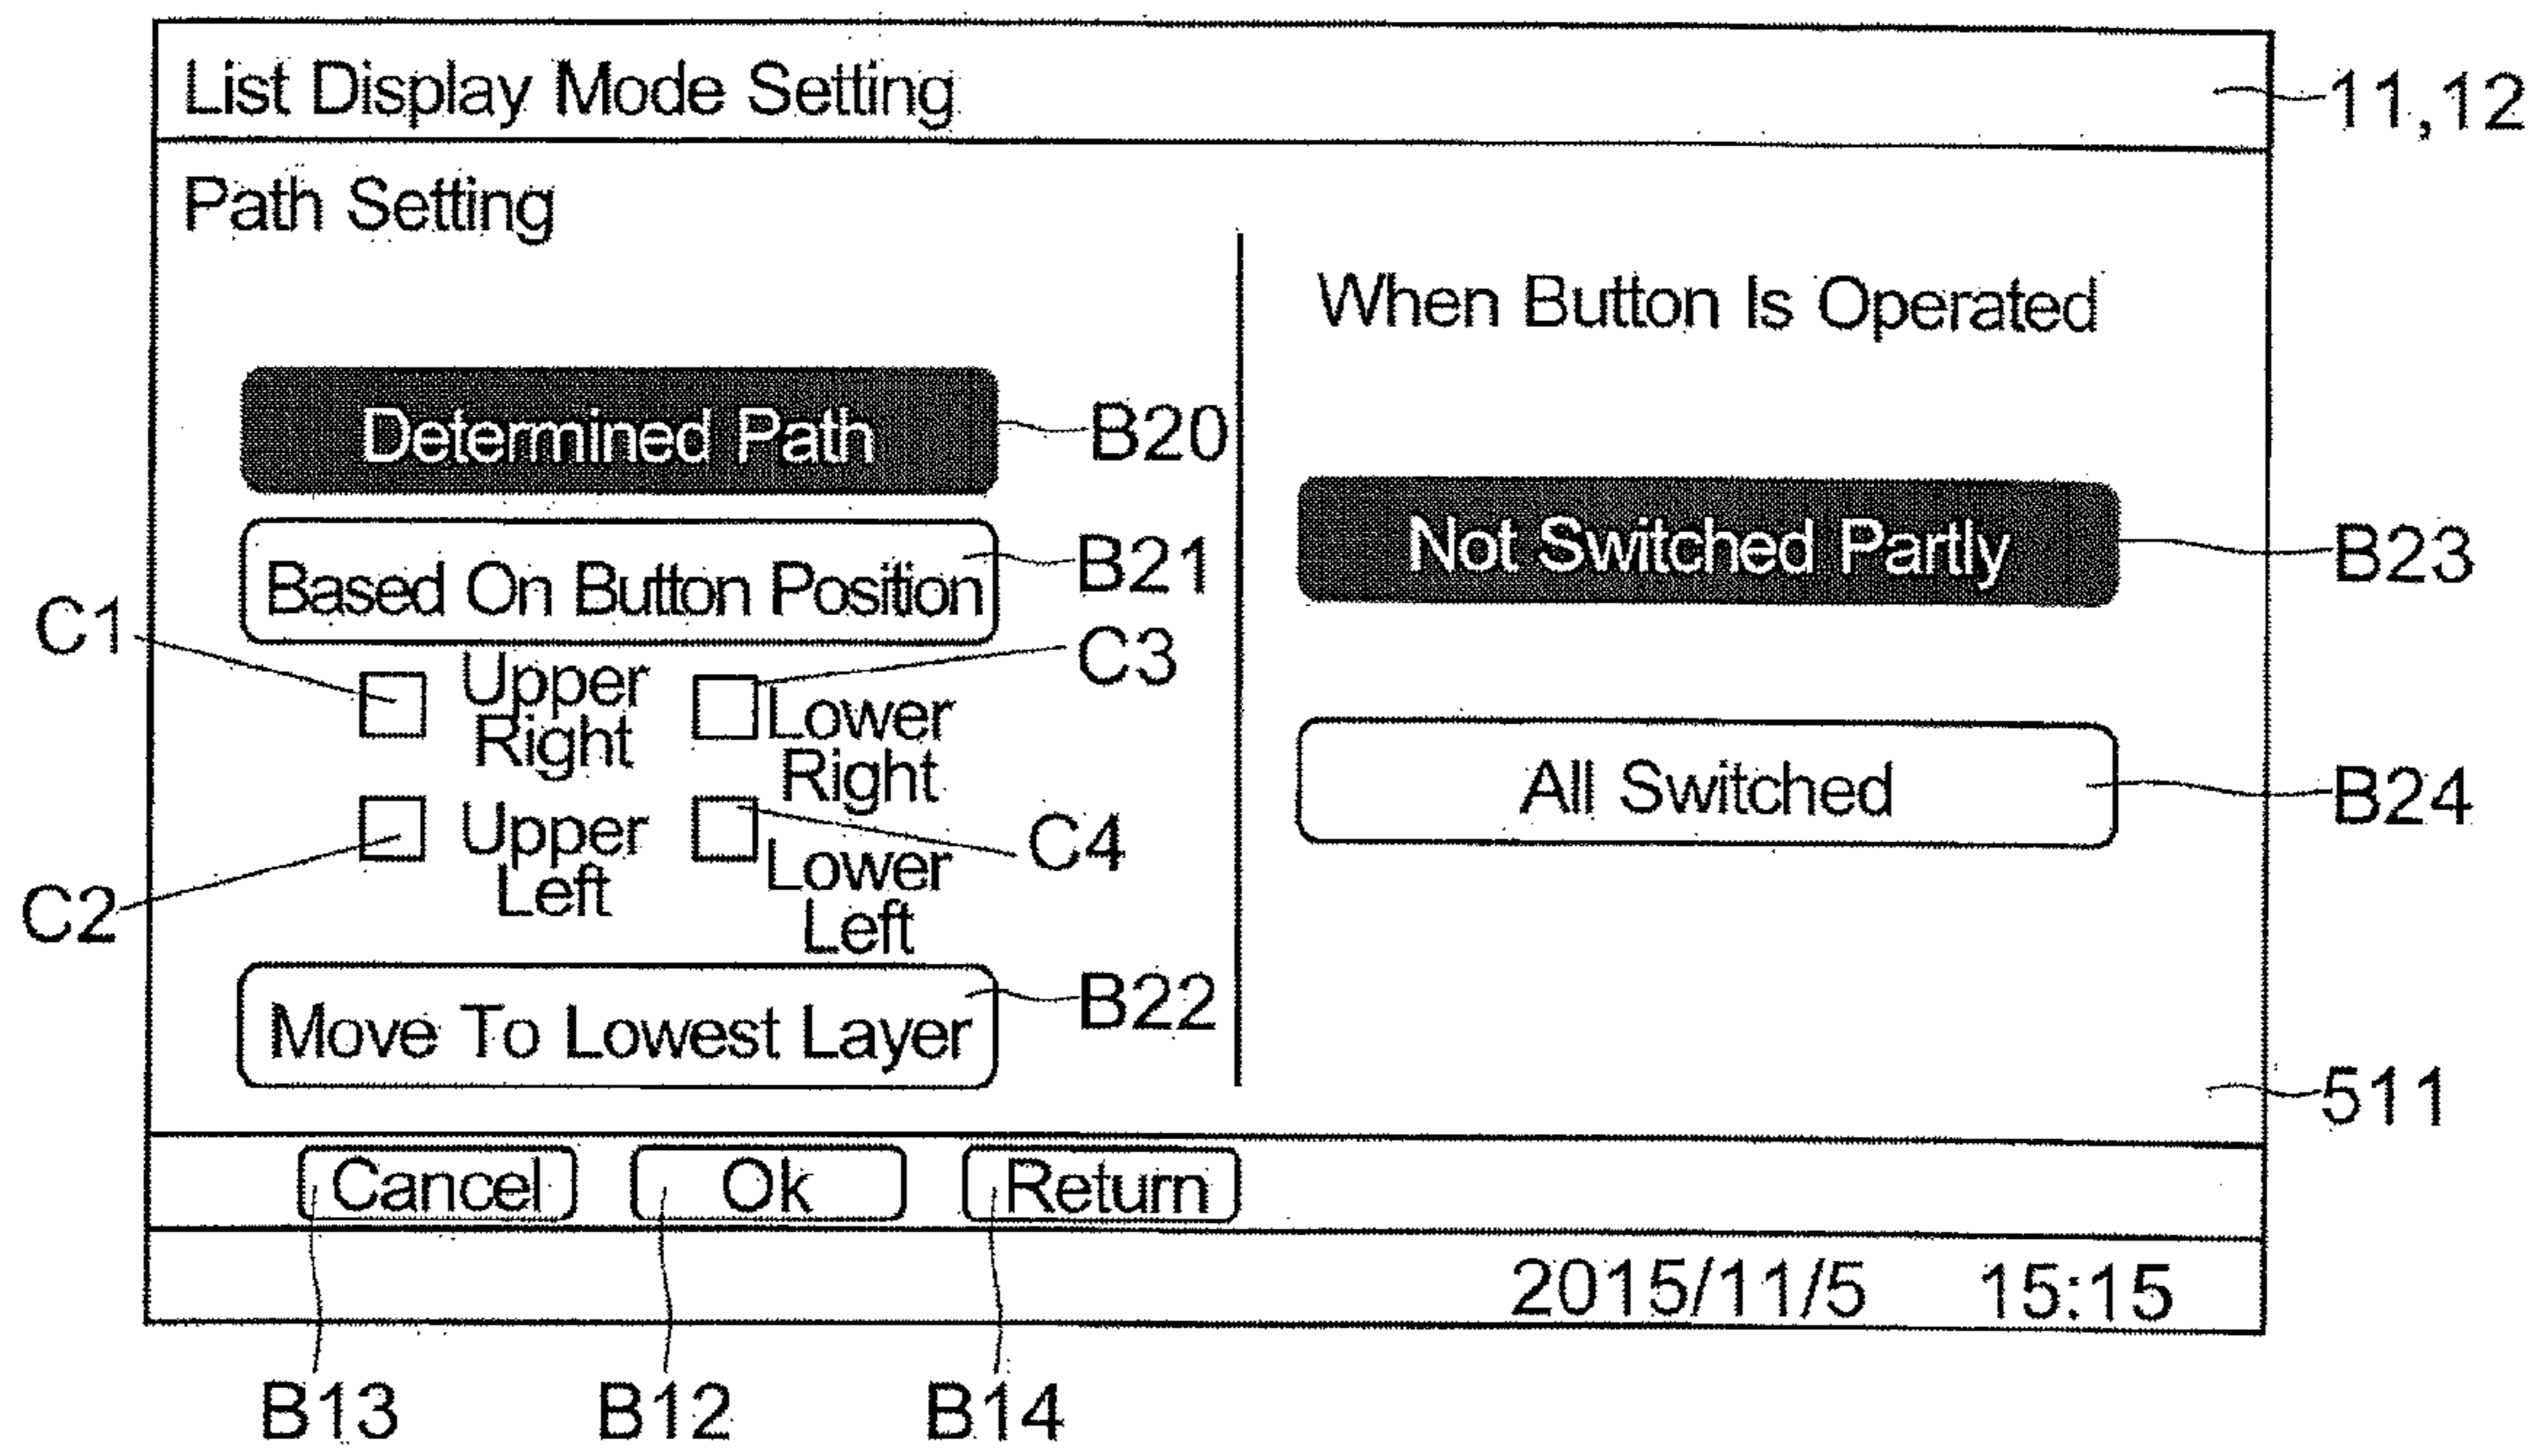 List Display Mode Setting
11,12
Path Setting
When Button Is Operated
Determined Path
B20
Based On Button Position
B21
C1
Upper
Right
C3
Lower
Right
C2
Upper
Left
C4
Lower
Left
Move To Lowest Layer
B22
Not Switched Partly
B23
All Switched
B24
511
Cancel
Ok
Return
2015/11/5 15:15
B13
B12
B14